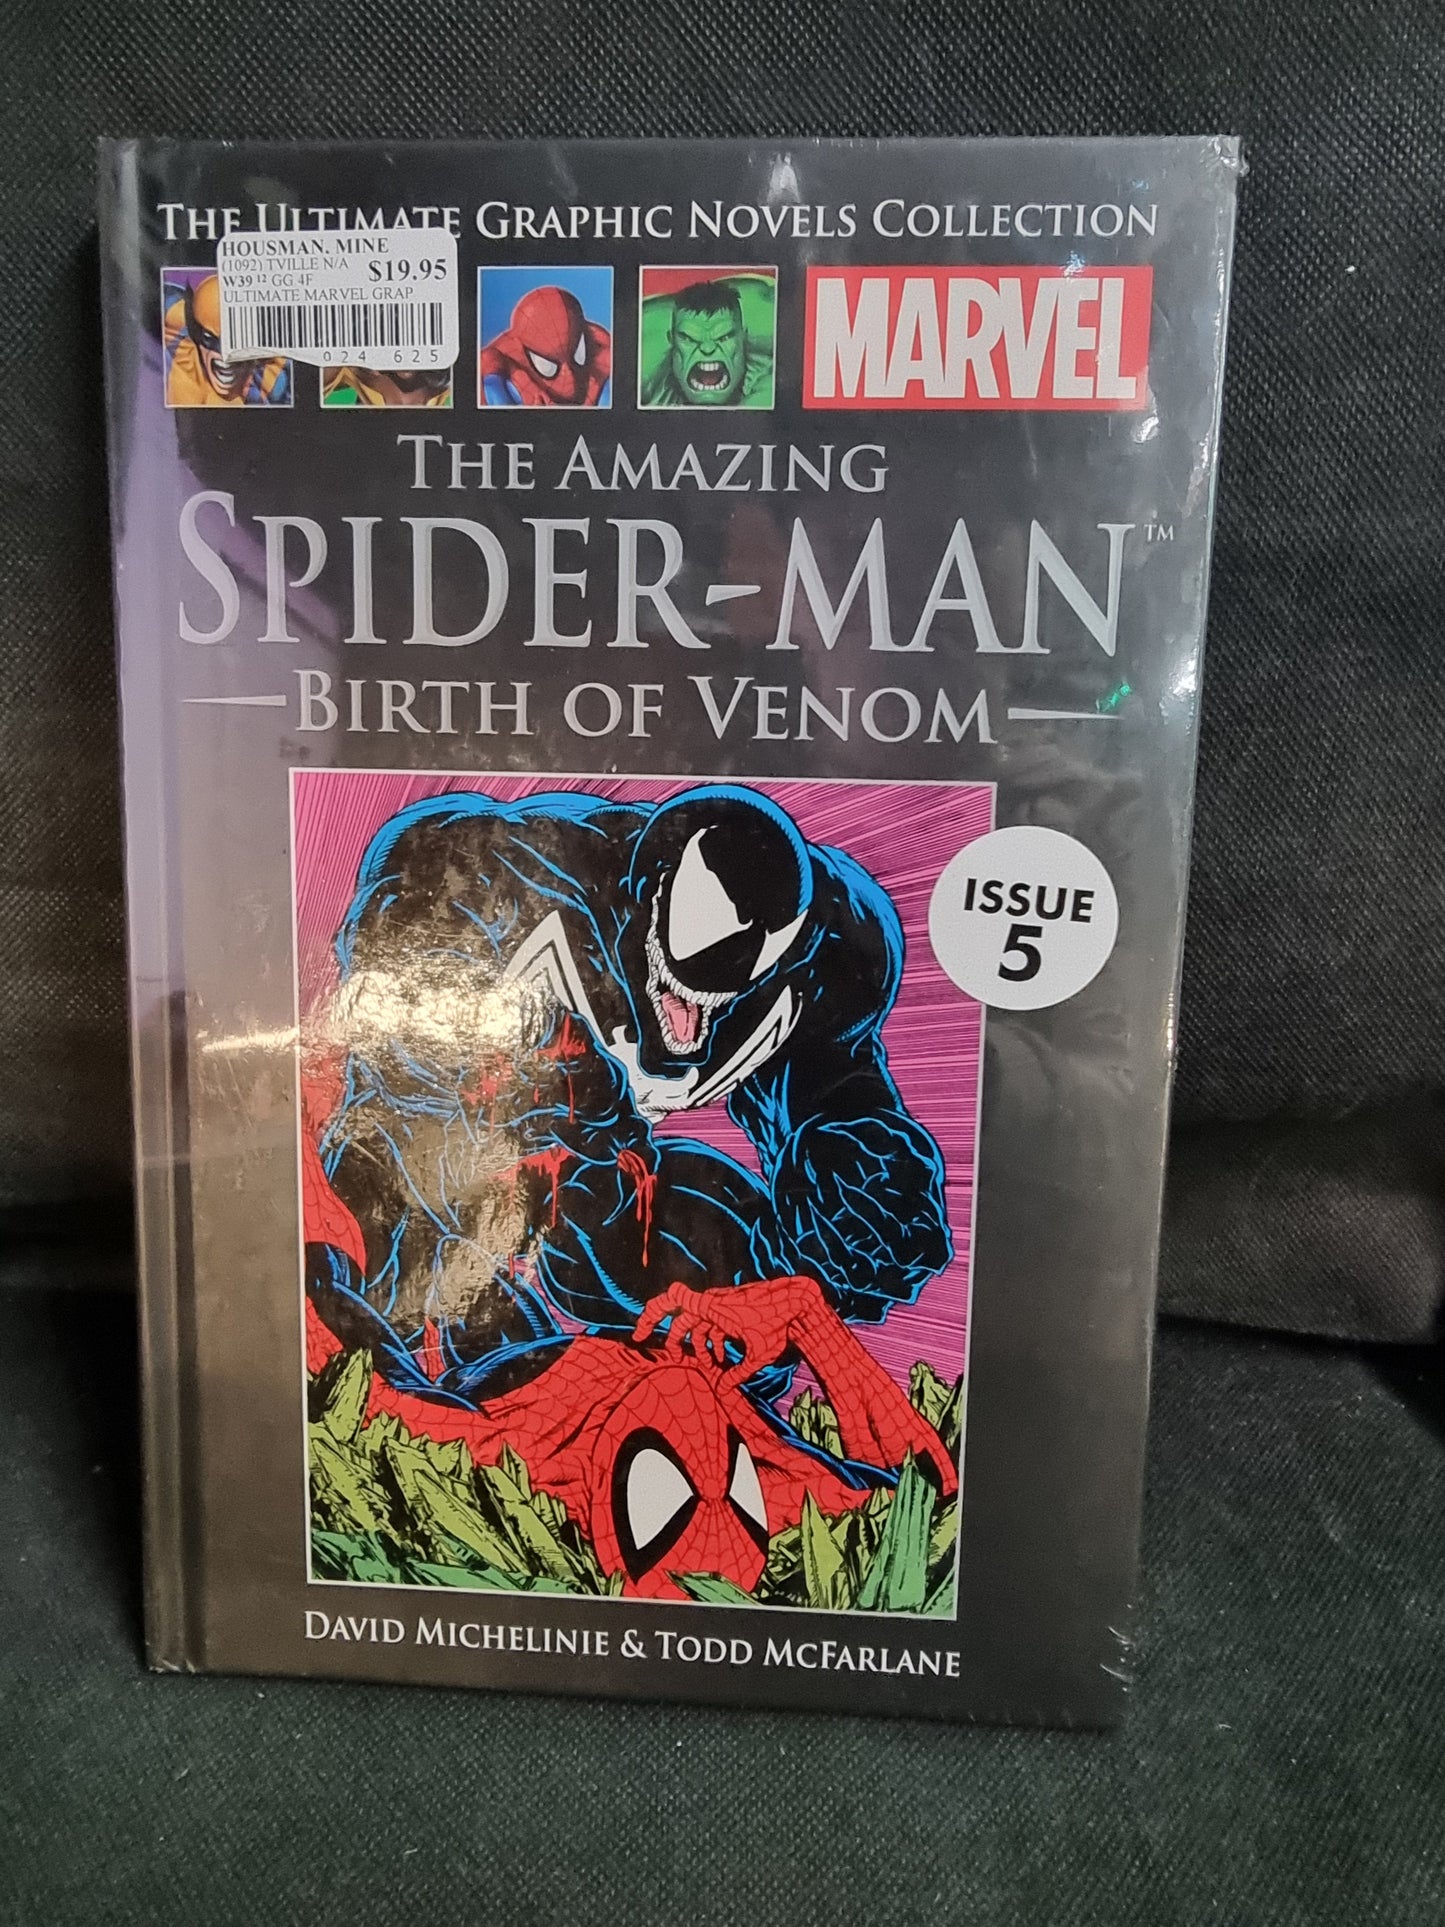 THE ULTIMATE GRAPHIC NOVELS COLLECTION
HOUSMAN, MINE
(1092) TVILLE N/A
$19.95
W39 12 GG 4F
ULTIMATE MARVEL GRAP
024 625
MARVEL
THE AMAZING
SPIDER-MAN™
BIRTH OF VENOM
ISSUE
5
DAVID MICHELINIE & TODD MCFARLANE